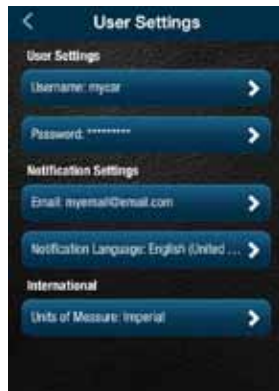 User Settings
User Settings
Username: mycar
Password: *********
Notification Settings
Email: myemail@email.com
Notification Language: English (United ...
International
Units of Measure: Imperial